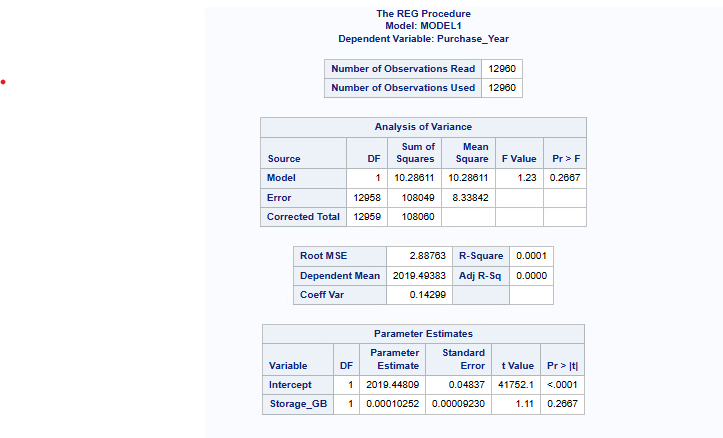 The REG Procedure
Model: MODEL1
Dependent Variable: Purchase_Year
Number of Observations Read 12960
Number of Observations Used 12960
Analysis of Variance
Source DF Sum of Squares Mean Square F Value Pr > F
Model 1 10.28611 10.28611 1.23 0.2667
Error 12958 108049 8.33842
Corrected Total 12959 108060
Root MSE 2.88763 R-Square 0.0001
Dependent Mean 2019.49383 Adj R-Sq 0.0000
Coeff Var 0.14299
Parameter Estimates
Variable DF Parameter Estimate Standard Error t Value Pr > |t|
Intercept 1 2019.44809 0.04837 41752.1 <.0001
Storage_GB 1 0.00010252 0.00009230 1.11 0.2667